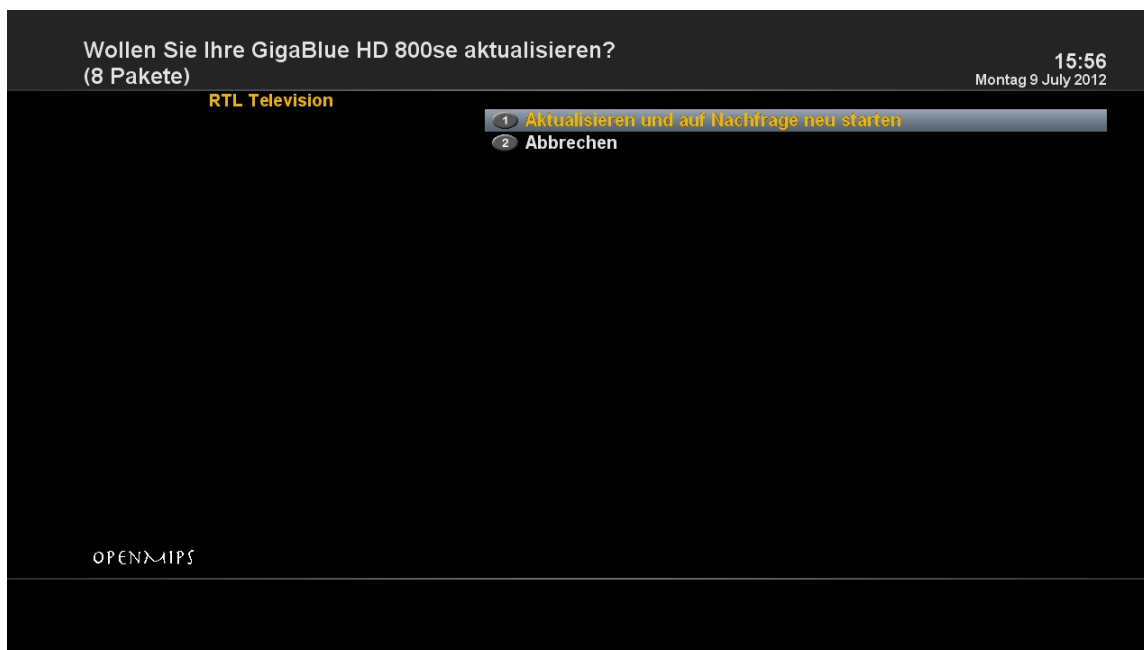 Wollen Sie Ihre GigaBlue HD 800se aktualisieren?
(8 Pakete)
15:56
Montag 9 July 2012
RTL Television
1 Aktualisieren und auf Nachfrage neu starten
2 Abbrechen
OPENMIPS